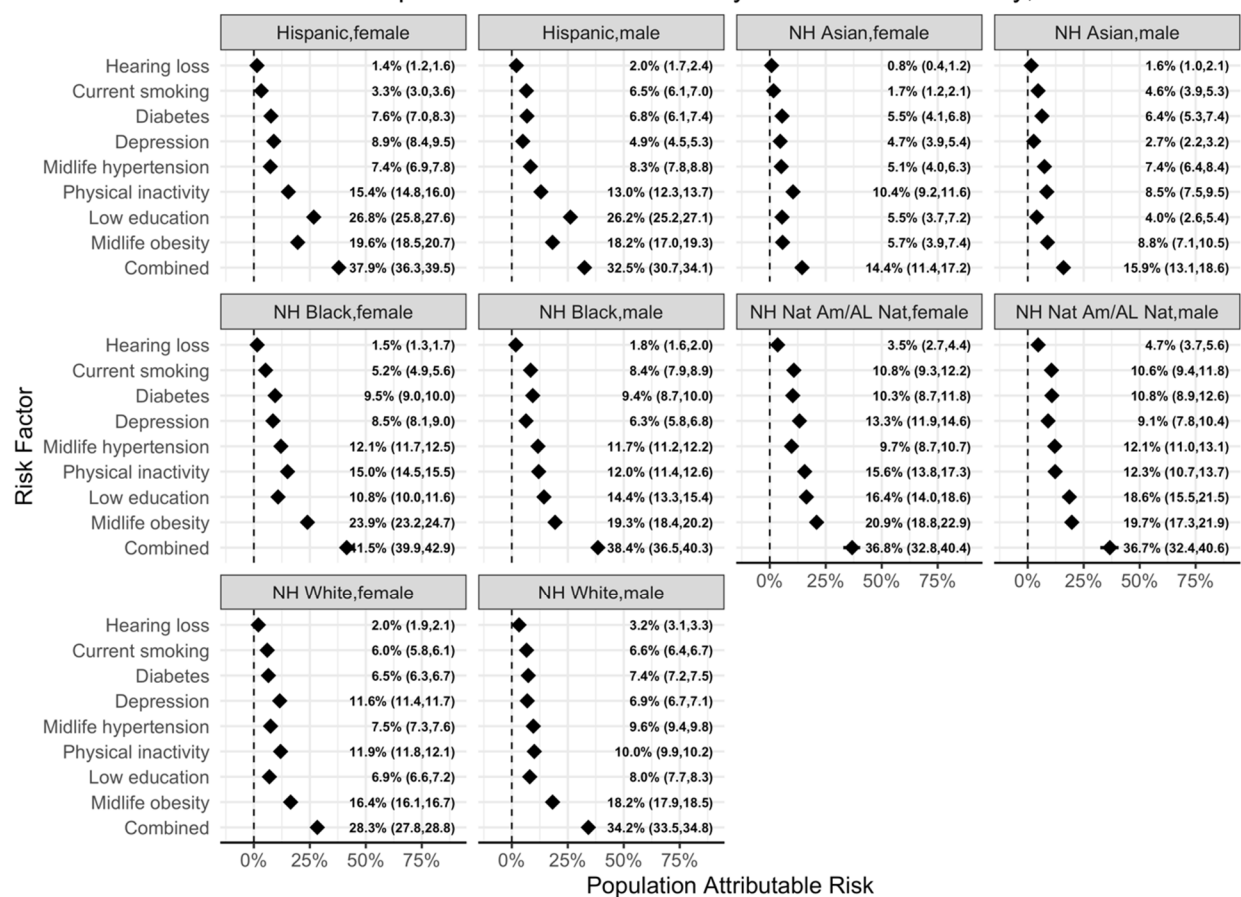 Hispanic,female
Hispanic,male
NH Asian,female
NH Asian,male
Hearing loss 1.4% (1.2,1.6) 2.0% (1.7,2.4) 0.8% (0.4,1.2) 1.6% (1.0,2.1)
Current smoking 3.3% (3.0,3.6) 6.5% (6.1,7.0) 1.7% (1.2,2.1) 4.6% (3.9,5.3)
Diabetes 7.6% (7.0,8.3) 6.8% (6.1,7.4) 5.5% (4.1,6.8) 6.4% (5.3,7.4)
Depression 8.9% (8.4,9.5) 4.9% (4.5,5.3) 4.7% (3.9,5.4) 2.7% (2.2,3.2)
Midlife hypertension 7.4% (6.9,7.8) 8.3% (7.8,8.8) 5.1% (4.0,6.3) 7.4% (6.4,8.4)
Physical inactivity 15.4% (14.8,16.0) 13.0% (12.3,13.7) 10.4% (9.2,11.6) 8.5% (7.5,9.5)
Low education 26.8% (25.8,27.6) 26.2% (25.2,27.1) 5.5% (3.7,7.2) 4.0% (2.6,5.4)
Midlife obesity 19.6% (18.5,20.7) 18.2% (17.0,19.3) 5.7% (3.9,7.4) 8.8% (7.1,10.5)
Combined 37.9% (36.3,39.5) 32.5% (30.7,34.1) 14.4% (11.4,17.2) 15.9% (13.1,18.6)
NH Black,female
NH Black,male
NH Nat Am/AL Nat,female
NH Nat Am/AL Nat,male
Hearing loss 1.5% (1.3,1.7) 1.8% (1.6,2.0) 3.5% (2.7,4.4) 4.7% (3.7,5.6)
Current smoking 5.2% (4.9,5.6) 8.4% (7.9,8.9) 10.8% (9.3,12.2) 10.6% (9.4,11.8)
Diabetes 9.5% (9.0,10.0) 9.4% (8.7,10.0) 10.3% (8.7,11.8) 10.8% (8.9,12.6)
Depression 8.5% (8.1,9.0) 6.3% (5.8,6.8) 13.3% (11.9,14.6) 9.1% (7.8,10.4)
Midlife hypertension 12.1% (11.7,12.5) 11.7% (11.2,12.2) 9.7% (8.7,10.7) 12.1% (11.0,13.1)
Physical inactivity 15.0% (14.5,15.5) 12.0% (11.4,12.6) 15.6% (13.8,17.3) 12.3% (10.7,13.7)
Low education 10.8% (10.0,11.6) 14.4% (13.3,15.4) 16.4% (14.0,18.6) 18.6% (15.5,21.5)
Midlife obesity 23.9% (23.2,24.7) 19.3% (18.4,20.2) 20.9% (18.8,22.9) 19.7% (17.3,21.9)
Combined 41.5% (39.9,42.9) 38.4% (36.5,40.3) 36.8% (32.8,40.4) 36.7% (32.4,40.6)
0% 25% 50% 75% 0% 25% 50% 75%
NH White,female
NH White,male
Hearing loss 2.0% (1.9,2.1) 3.2% (3.1,3.3)
Current smoking 6.0% (5.8,6.1) 6.6% (6.4,6.7)
Diabetes 6.5% (6.3,6.7) 7.4% (7.2,7.5)
Depression 11.6% (11.4,11.7) 6.9% (6.7,7.1)
Midlife hypertension 7.5% (7.3,7.6) 9.6% (9.4,9.8)
Physical inactivity 11.9% (11.8,12.1) 10.0% (9.9,10.2)
Low education 6.9% (6.6,7.2) 8.0% (7.7,8.3)
Midlife obesity 16.4% (16.1,16.7) 18.2% (17.9,18.5)
Combined 28.3% (27.8,28.8) 34.2% (33.5,34.8)
0% 25% 50% 75% 0% 25% 50% 75%
Risk Factor
Population Attributable Risk